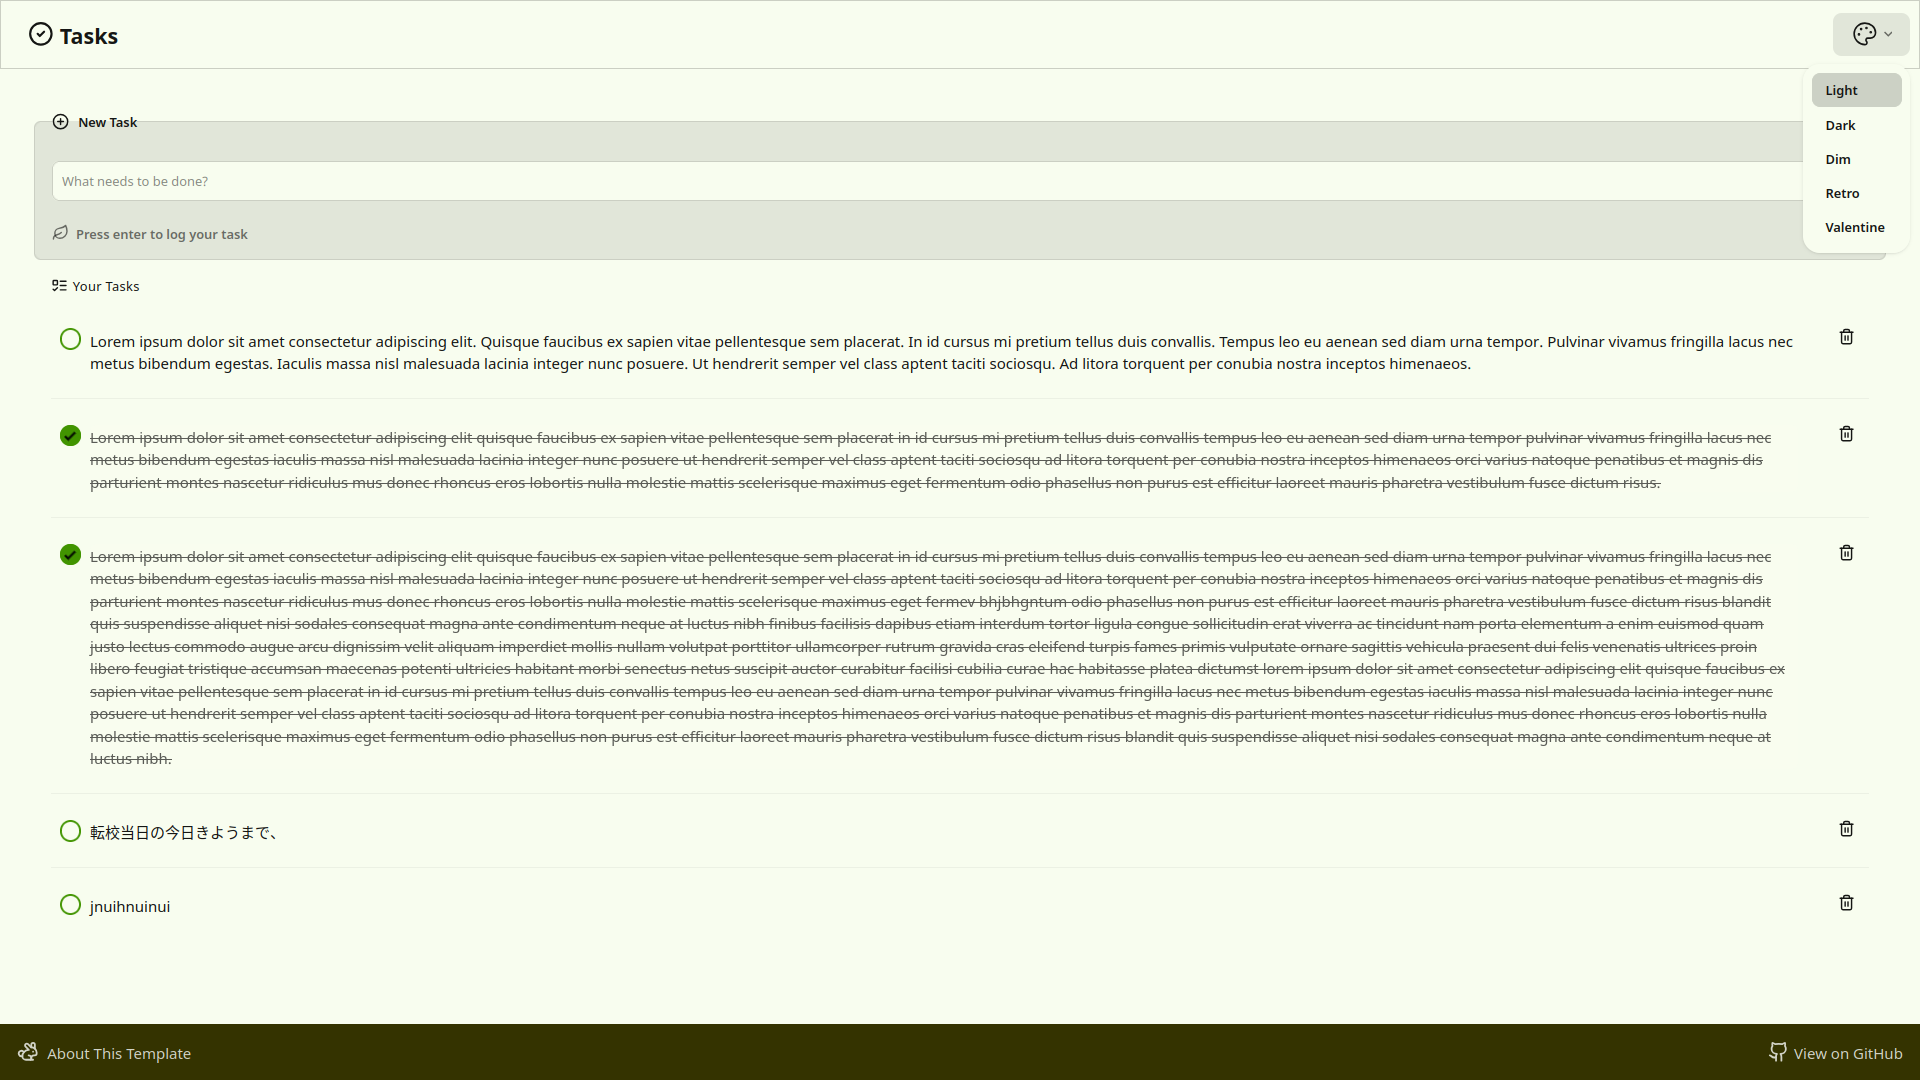 Tasks
Light
Dark
Dim
Retro
Valentine
New Task
What needs to be done?
Press enter to log your task
Your Tasks
Lorem ipsum dolor sit amet consectetur adipiscing elit. Quisque faucibus ex sapien vitae pellentesque sem placerat. In id cursus mi pretium tellus duis convallis. Tempus leo eu aenean sed diam urna tempor. Pulvinar vivamus fringilla lacus nec
metus bibendum egestas. Iaculis massa nisl malesuada lacinia integer nunc posuere. Ut hendrerit semper vel class aptent taciti sociosqu. Ad litora torquent per conubia nostra inceptos himenaeos.
Lorem ipsum dolor sit amet consectetur adipiscing elit quisque faucibus ex sapien vitae pellentesque sem placerat in id cursus mi pretium tellus duis convallis tempus leo eu aenean sed diam urna tempor pulvinar vivamus fringilla lacus nec
metus bibendum egestas iaculis massa nisl malesuada lacinia integer nunc posuere ut hendrerit semper vel class aptent taciti sociosqu ad litora torquent per conubia nostra inceptos himenaeos orci varius natoque penatibus et magnis dis
parturient montes nascetur ridiculus mus donec rhoncus eros lobortis nulla molestie mattis scelerisque maximus eget fermentum odio phasellus non purus est efficitur laoreet mauris pharetra vestibulum fusce dictum risus.
Lorem ipsum dolor sit amet consectetur adipiscing elit quisque faucibus ex sapien vitae pellentesque sem placerat in id cursus mi pretium tellus duis convallis tempus leo eu aenean sed diam urna tempor pulvinar vivamus fringilla lacus nec
metus bibendum egestas iaculis massa nisl malesuada lacinia integer nunc posuere ut hendrerit semper vel class aptent taciti sociosqu ad litora torquent per conubia nostra inceptos himenaeos orci varius natoque penatibus et magnis dis
parturient montes nascetur ridiculus mus donec rhoncus eros lobortis nulla molestie mattis scelerisque maximus eget fermev bhjbhgntum odio phasellus non purus est efficitur laoreet mauris pharetra vestibulum fusce dictum risus blandit
quis suspendisse aliquet nisi sodales consequat magna ante condimentum neque at luctus nibh finibus facilisis dapibus etiam interdum tortor ligula congue sollicitudin erat viverra ac tincidunt nam porta elementum a enim euismod quam
justo lectus commodo augue arcu dignissim velit aliquam imperdiet mollis nullam volutpat porttitor ullamcorper rutrum gravida cras eleifend turpis fames primis vulputate ornare sagittis vehicula praesent dui felis venenatis ultrices proin
libero feugiat tristique accumsan maecenas potenti ultricies habitant morbi senectus netus suscipit auctor curabitur facilisi cubilia curae hac habitasse platea dictumst lorem ipsum dolor sit amet consectetur adipiscing elit quisque faucibus ex
sapien vitae pellentesque sem placerat in id cursus mi pretium tellus duis convallis tempus leo eu aenean sed diam urna tempor pulvinar vivamus fringilla lacus nec metus bibendum egestas iaculis massa nisl malesuada lacinia integer nunc
posuere ut hendrerit semper vel class aptent taciti sociosqu ad litora torquent per conubia nostra inceptos himenaeos orci varius natoque penatibus et magnis dis parturient montes nascetur ridiculus mus donec rhoncus eros lobortis nulla
molestie mattis scelerisque maximus eget fermentum odio phasellus non purus est efficitur laoreet mauris pharetra vestibulum fusce dictum risus blandit quis suspendisse aliquet nisi sodales consequat magna ante condimentum neque at
luctus nibh.
転校当日の今日きようまで、
jnuihnuinui
About This Template
View on GitHub